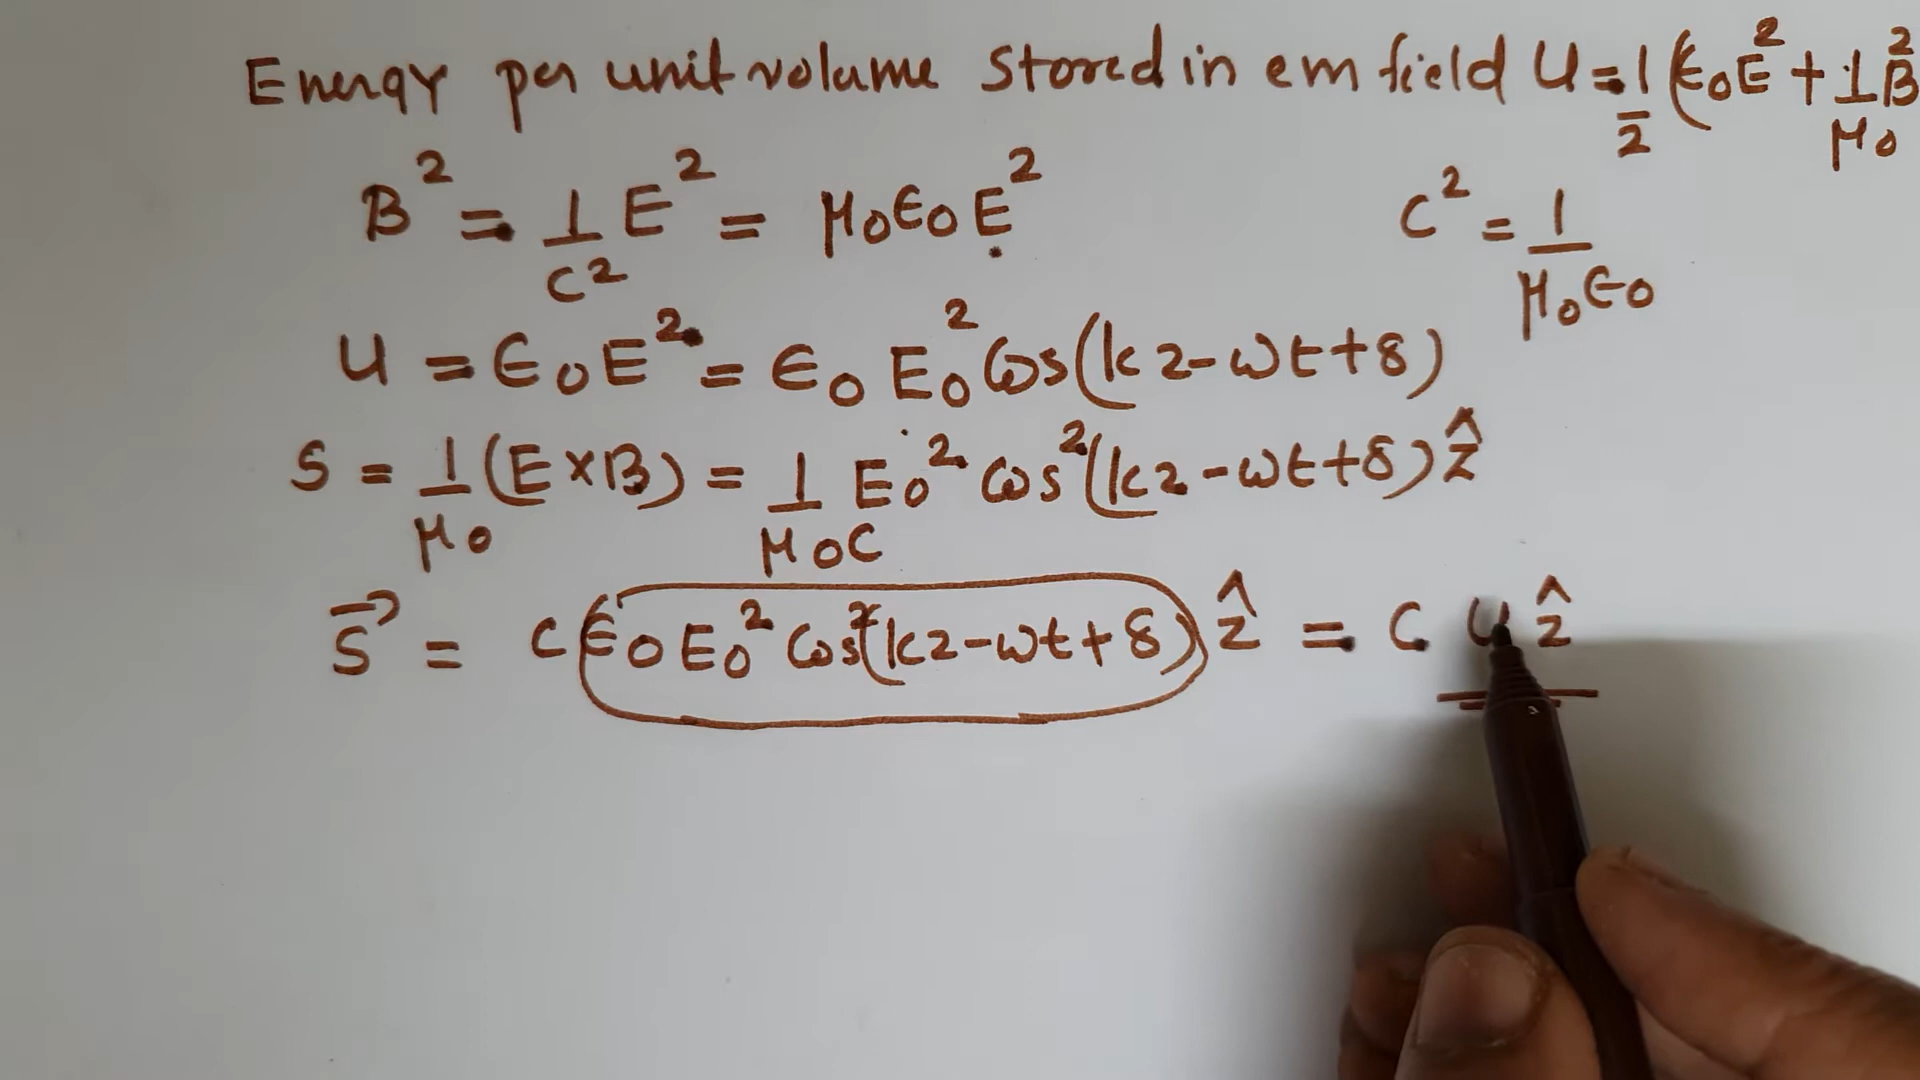 Energy per unit volume stored in em field U = 1/2 (ϵ0E² + 1/μ0 B²
B² = 1/C² E² = μ0ϵ0E²
C² = 1/μ0ϵ0
U = ϵ0E² = ϵ0E0² Cos(kz-ωt+δ)
S = 1/μ0 (E×B) = 1/μ0C E0² Cos²(kz-ωt+δ) ẑ
S⃗ = cϵ0E0² Cos²(kz-ωt+δ) ẑ = c u ẑ